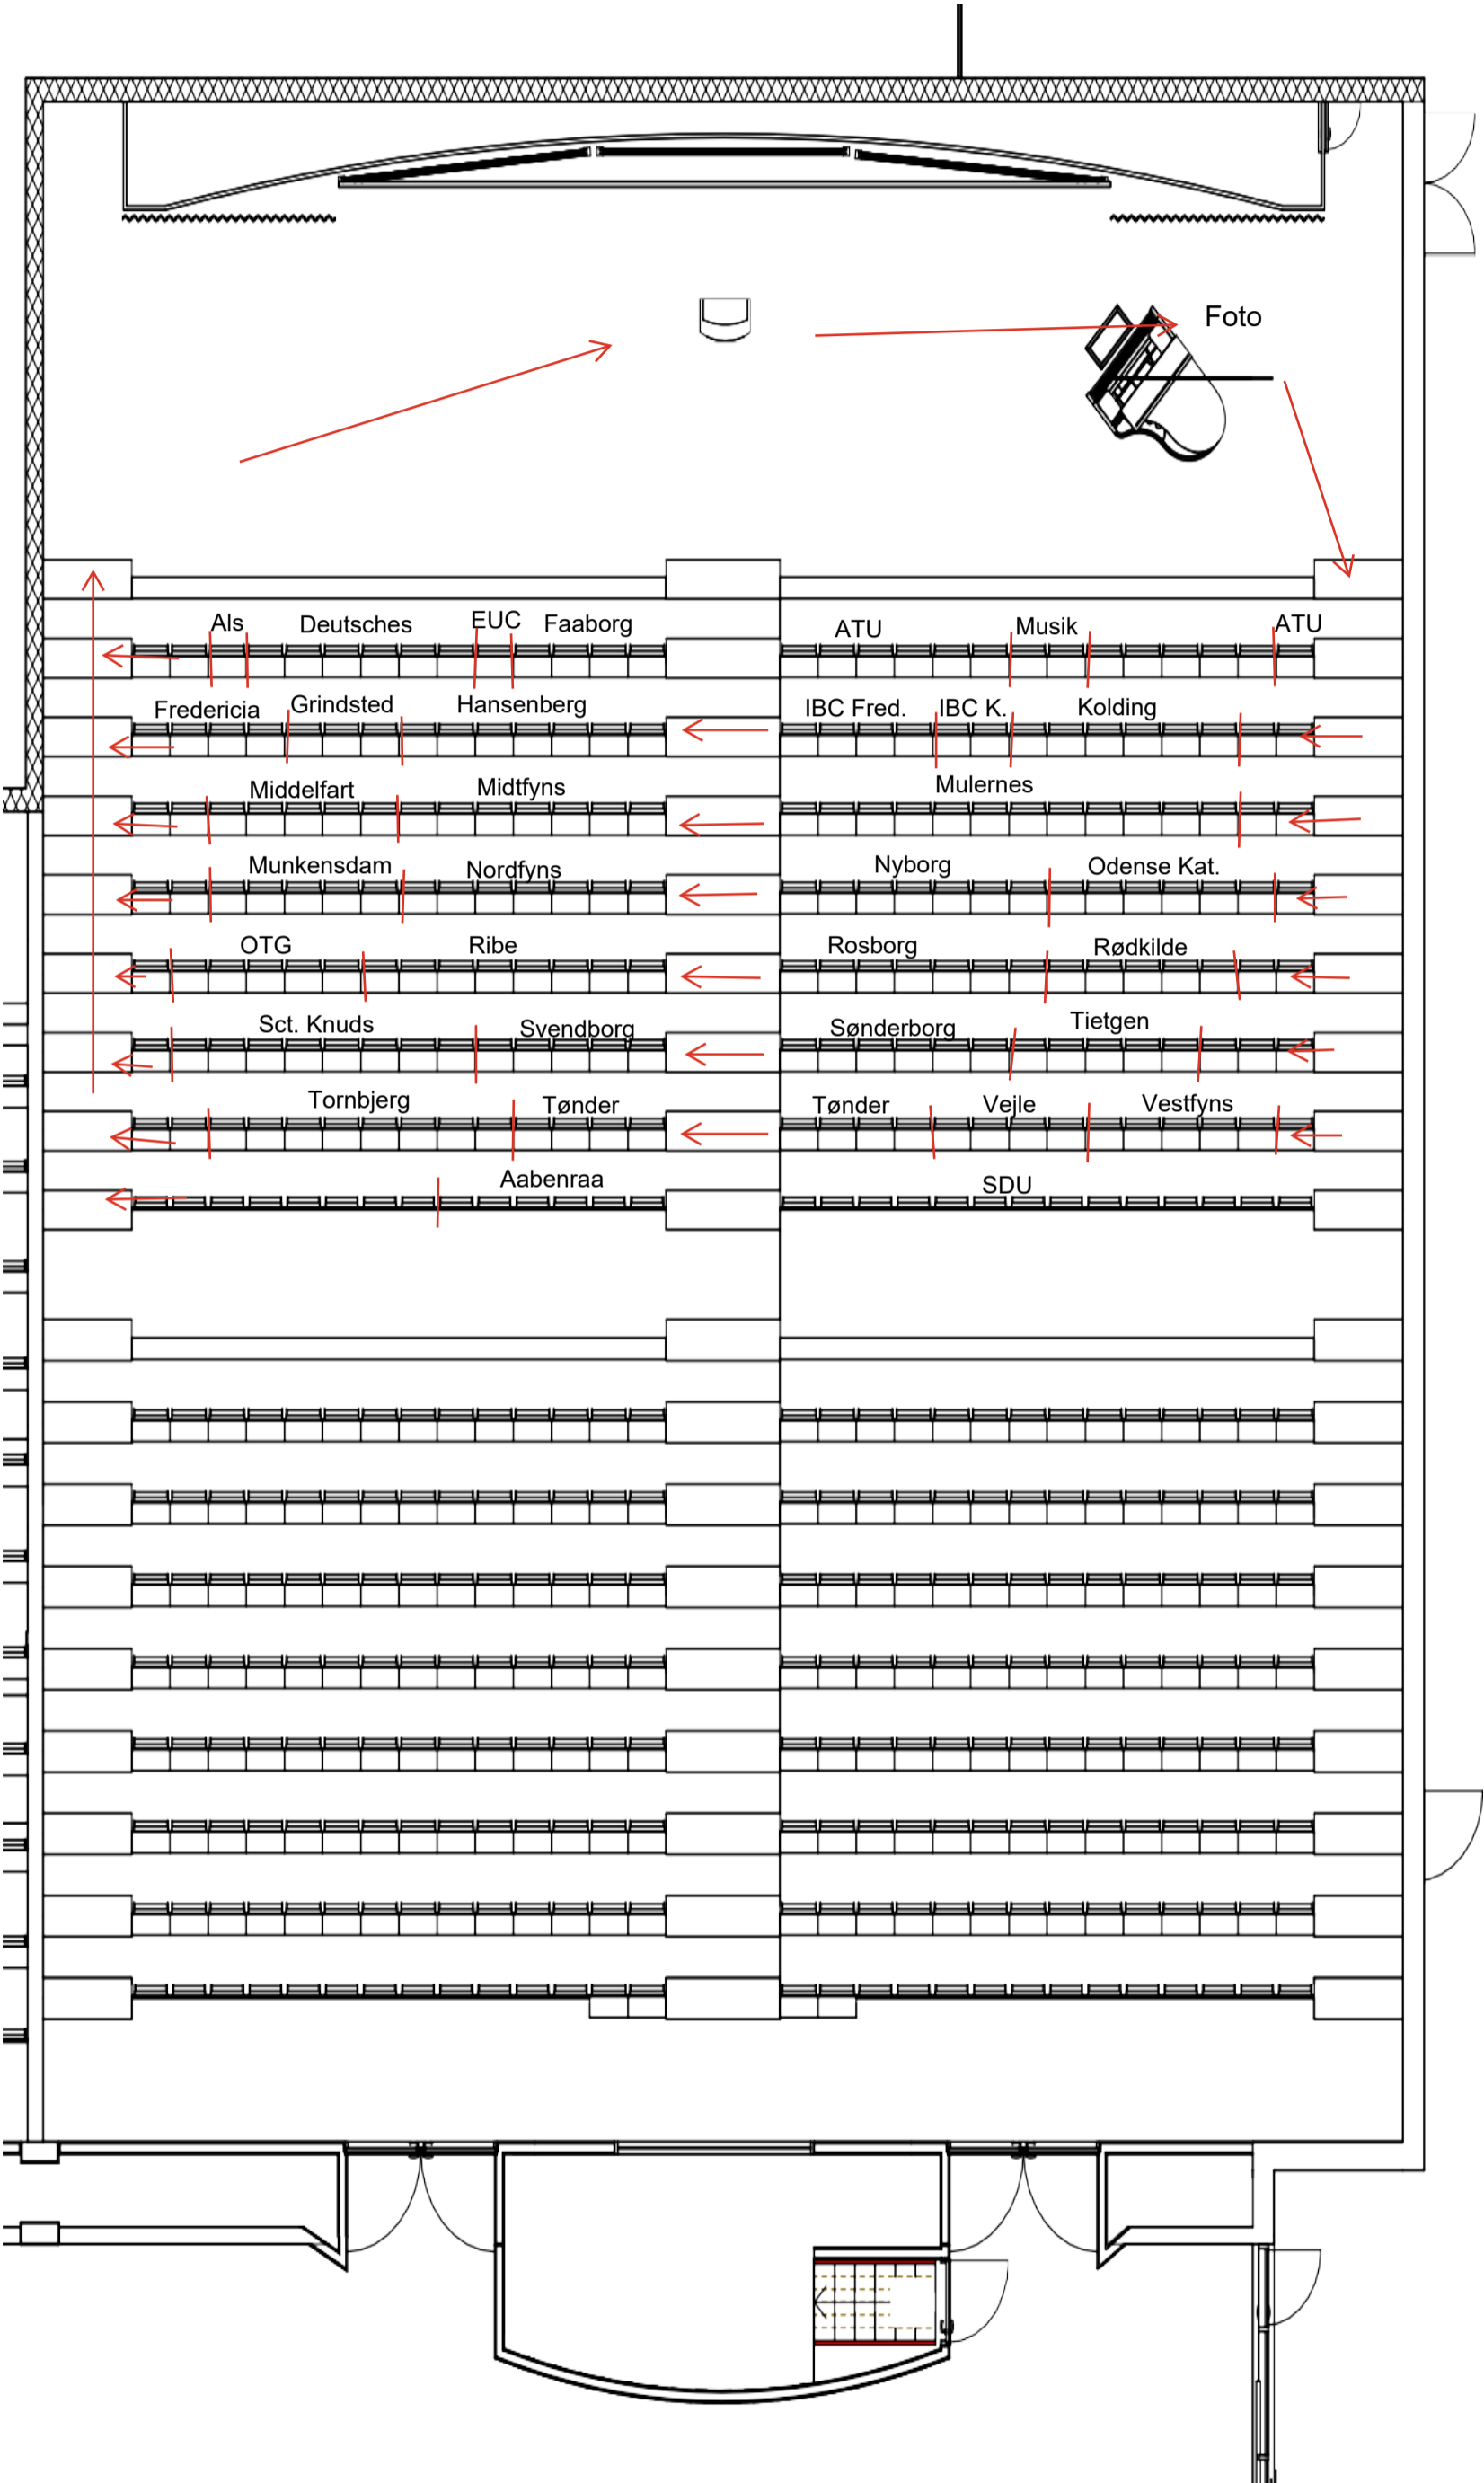 Foto
Als Deutsches EUC Faaborg ATU Musik ATU
Fredericia Grindsted Hansenberg IBC Fred. IBC K. Kolding
Middelfart Midtfyns Mulernes
Munkensdam Nordfyns Nyborg Odense Kat.
OTG Ribe Rosborg Rødkilde
Sct. Knuds Svendborg Sønderborg Tietgen
Tornbjerg Tønder Tønder Vejle Vestfyns
Aabenraa SDU